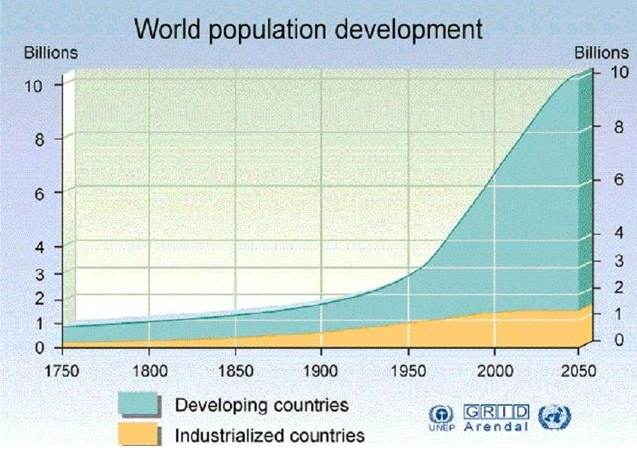 World population development
Billions Billions
10 10
8 8
6 6
4 4
3 3
2 2
1 1
0 0
1750 1800 1850 1900 1950 2000 2050
Developing countries
Industrialized countries
UNEP
GRID
Arendal